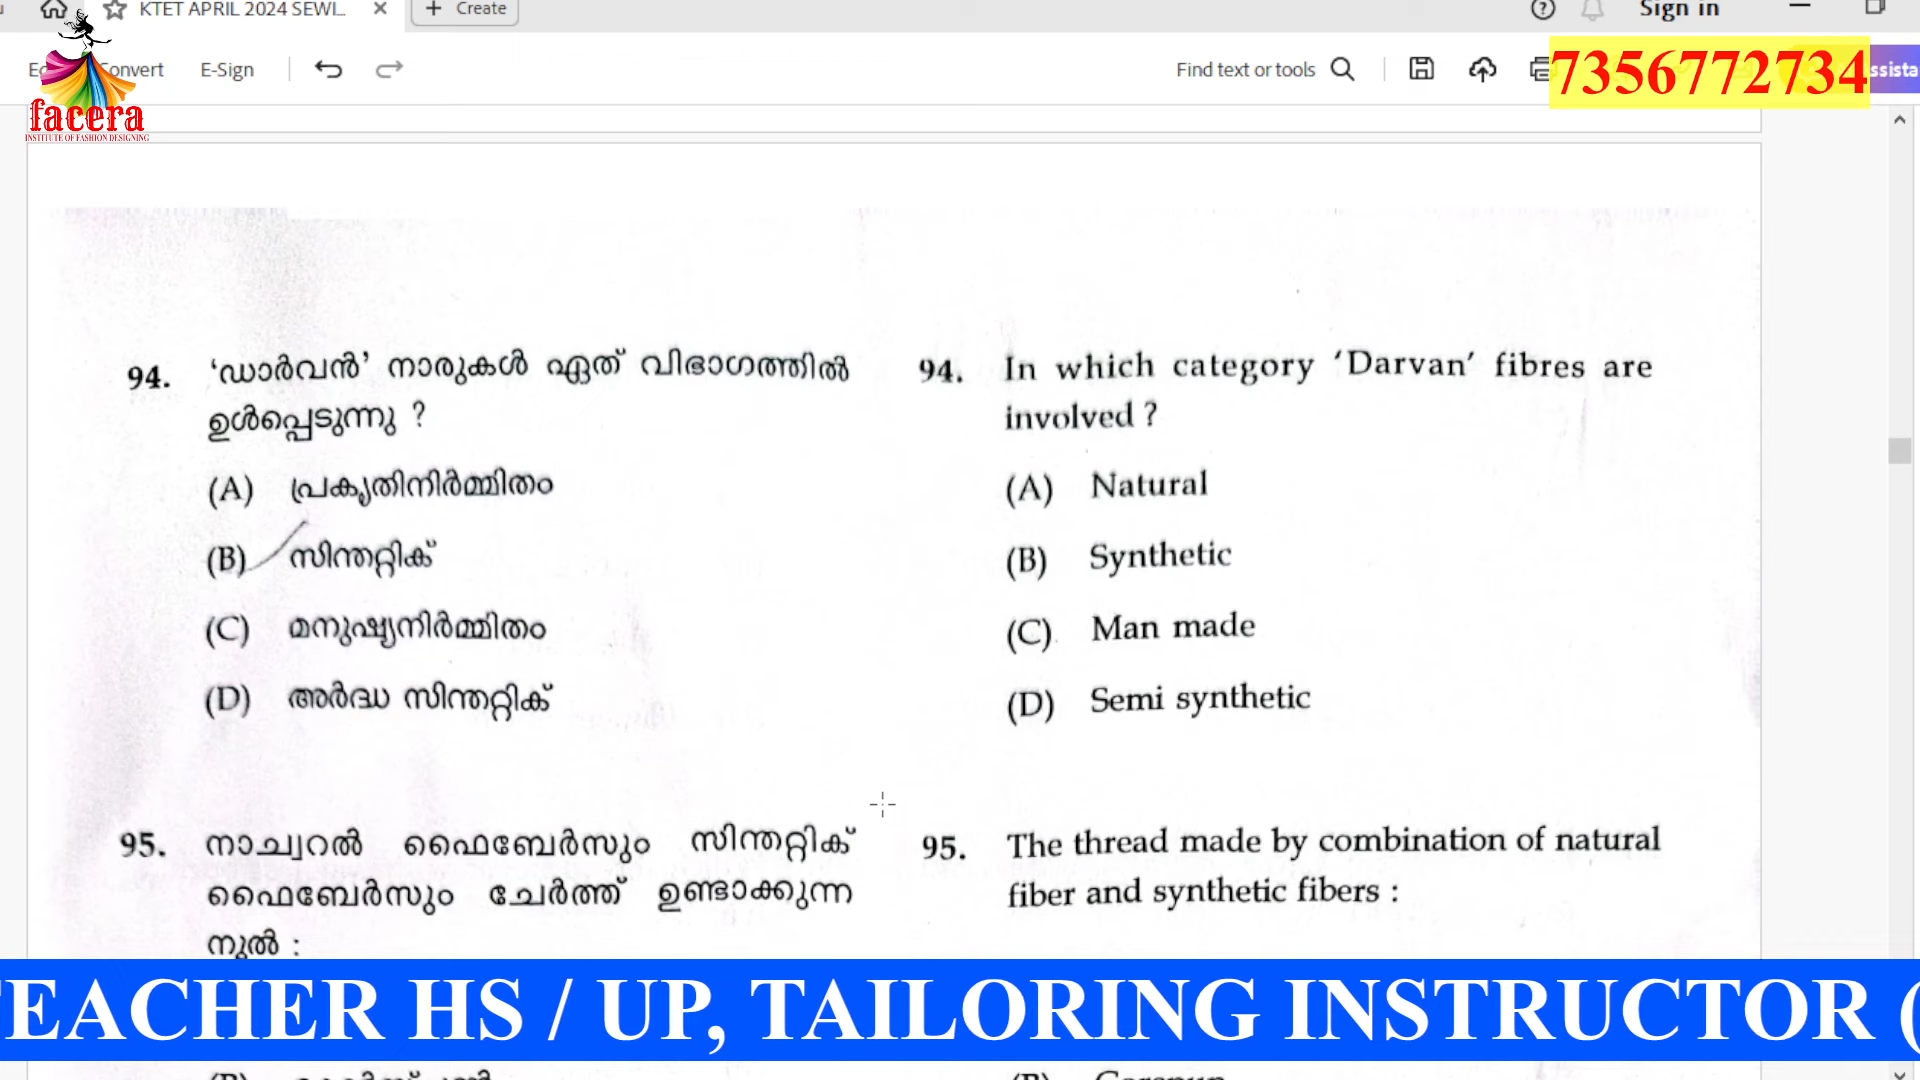 KTET APRIL 2024 SEWI...
Create
Sign in
Convert
E-Sign
Find text or tools
7356772734
facera
INSTITUTE OF FASHION DESIGNING
94. ‘ഡാർവൻ’ നാരുകൾ ഏത് വിഭാഗത്തിൽ
ഉൾപ്പെടുന്നു ?
(A) പ്രകൃതിനിർമ്മിതം
(B) സിന്തറ്റിക്
(C) മനുഷ്യനിർമ്മിതം
(D) അർദ്ധ സിന്തറ്റിക്
95. നാച്വറൽ ഫൈബേർസും സിന്തറ്റിക്
ഫൈബേർസും ചേർത്ത് ഉണ്ടാക്കുന്ന
നൂൽ :
94. In which category ‘Darvan’ fibres are
involved ?
(A) Natural
(B) Synthetic
(C) Man made
(D) Semi synthetic
95. The thread made by combination of natural
fiber and synthetic fibers :
TEACHER HS / UP, TAILORING INSTRUCTOR (